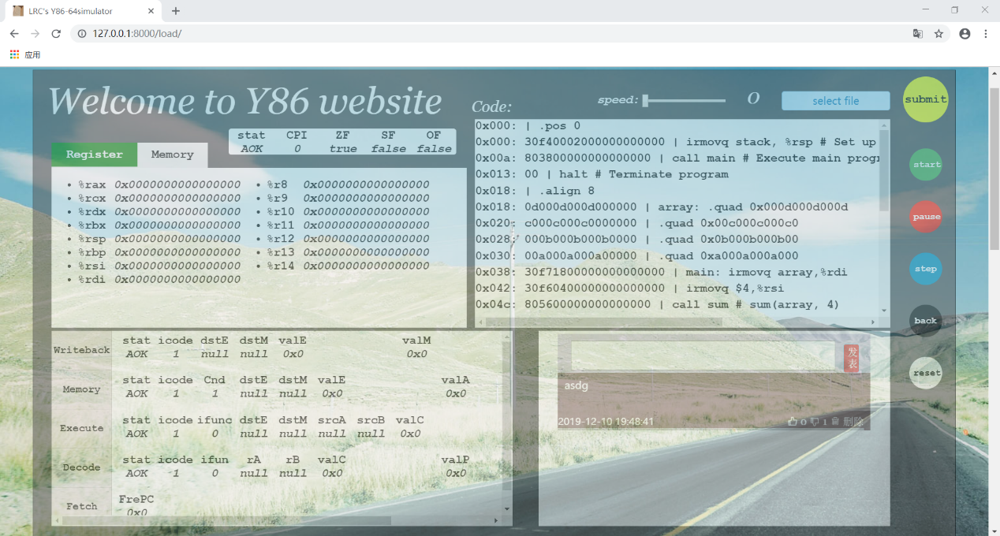 LRC's Y86-64simulator
127.0.0.1:8000/load/
应用
Welcome to Y86 website
Code:
speed:
0
select file
submit
stat CPI ZF SF OF
AOK 0 true false false
Register Memory
%rax 0x0000000000000000 %r8 0x0000000000000000
%rcx 0x0000000000000000 %r9 0x0000000000000000
%rdx 0x0000000000000000 %r10 0x0000000000000000
%rbx 0x0000000000000000 %r11 0x0000000000000000
%rsp 0x0000000000000000 %r12 0x0000000000000000
%rbp 0x0000000000000000 %r13 0x0000000000000000
%rsi 0x0000000000000000 %r14 0x0000000000000000
%rdi 0x0000000000000000
0x000: | .pos 0
0x000: 30f40002000000000000 | irmovq stack, %rsp # Set up
0x00a: 803800000000000000 | call main # Execute main progr
0x013: 00 | halt # Terminate program
0x018: | .align 8
0x018: 0d000d000d000000 | array: .quad 0x000d000d000d
0x020: c000c000c0000000 | .quad 0x00c000c000c0
0x028: 000b000b000b0000 | .quad 0x0b000b000b00
0x030: 00a000a000a00000 | .quad 0xa000a000a000
0x038: 30f71800000000000000 | main: irmovq array,%rdi
0x042: 30f60400000000000000 | irmovq $4,%rsi
0x04c: 805600000000000000 | call sum # sum(array, 4)
start
pause
step
back
reset
Writeback
stat icode dstE dstM valE valM
AOK 1 null null 0x0 0x0
Memory
stat icode Cnd dstE dstM valE valA
AOK 1 1 null null 0x0 0x0
Execute
stat icode ifunc dstE dstM srcA srcB valC
AOK 1 0 null null null null 0x0
Decode
stat icode ifun rA rB valC valP
AOK 1 0 null null 0x0 0x0
Fetch
FrePC
0x0
发表
asdg
2019-12-10 19:48:41
0 1 删除